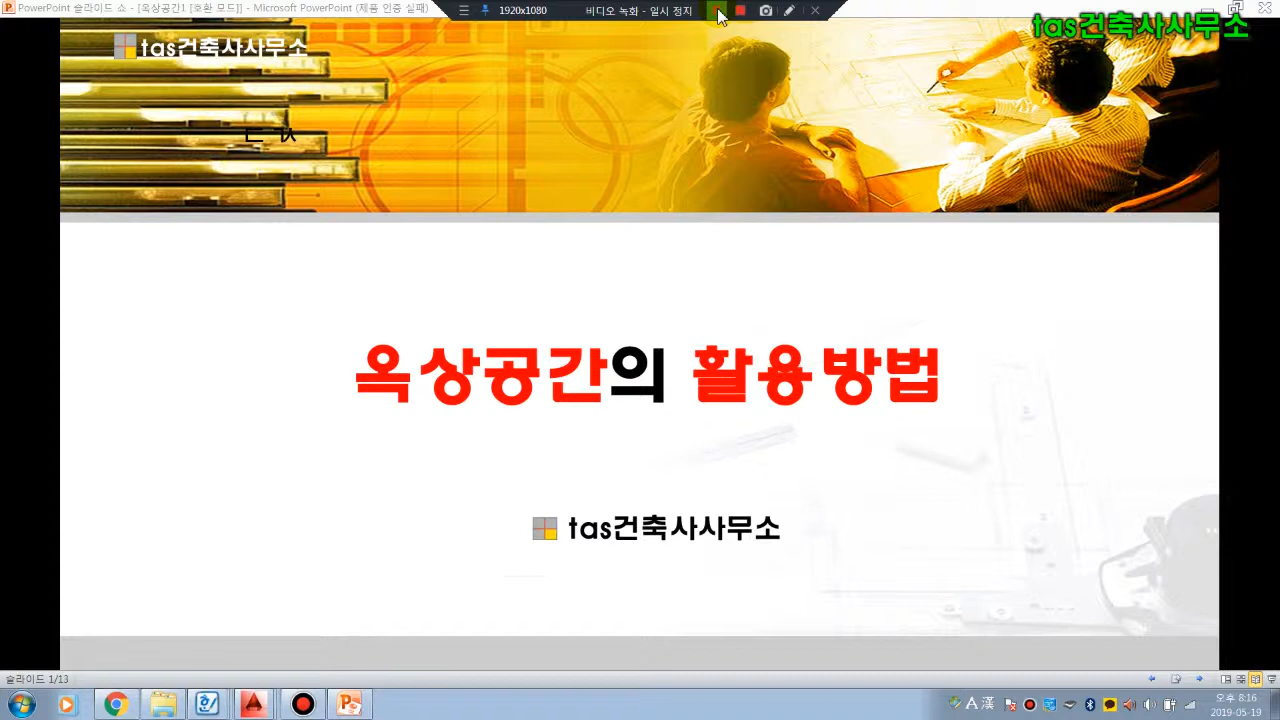 PowerPoint 슬라이드 쇼 - [옥상공간1 [호환 모드]] - Microsoft PowerPoint (제품 인증 실패)
1920x1080
비디오 녹화 - 일시 정지
tas건축사사무소
tas건축사사무소
옥상공간의 활용방법
tas건축사사무소
슬라이드 1/13
A 漢
오후 8:16
2019-05-19